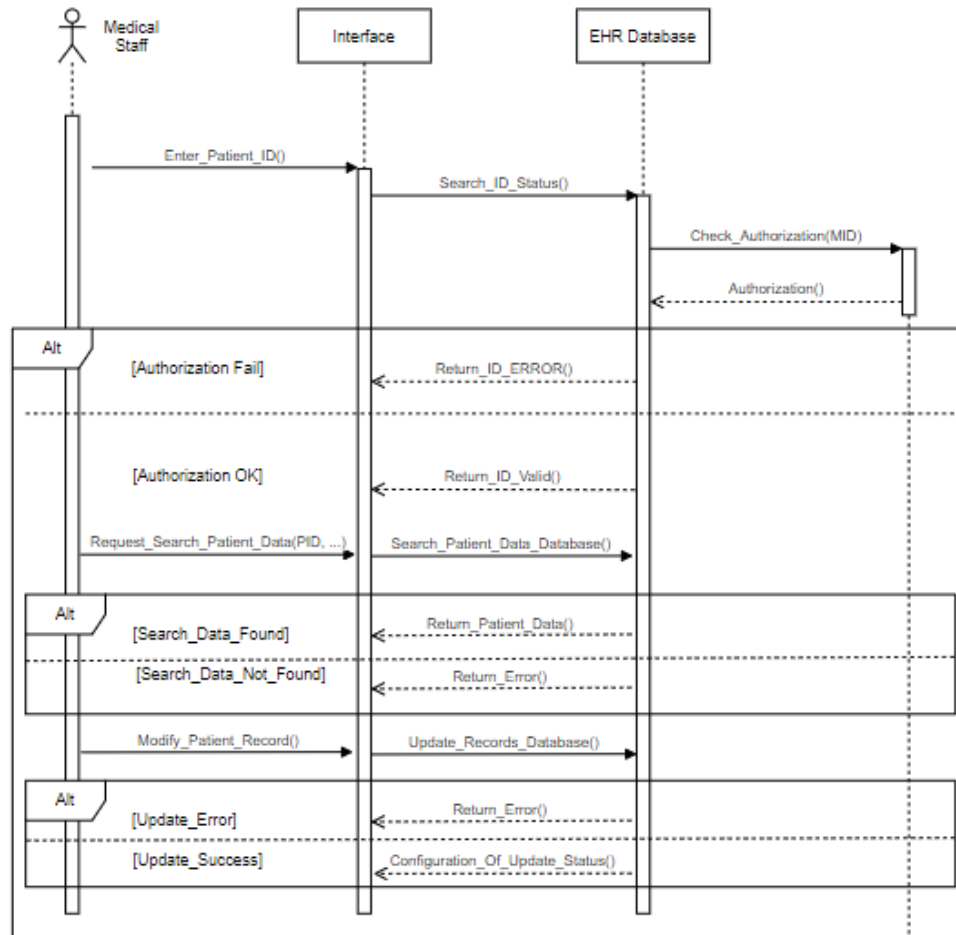 Medical
Staff
Interface
EHR Database
Enter_Patient_ID()
Search_ID_Status()
Check_Authorization(MID)
Authorization()
Alt
[Authorization Fail]
Return_ID_ERROR()
[Authorization OK]
Return_ID_Valid()
Request_Search_Patient_Data(PID, ...)
Search_Patient_Data_Database()
Alt
[Search_Data_Found]
Return_Patient_Data()
[Search_Data_Not_Found]
Return_Error()
Modify_Patient_Record()
Update_Records_Database()
Alt
[Update_Error]
Return_Error()
[Update_Success]
Configuration_Of_Update_Status()